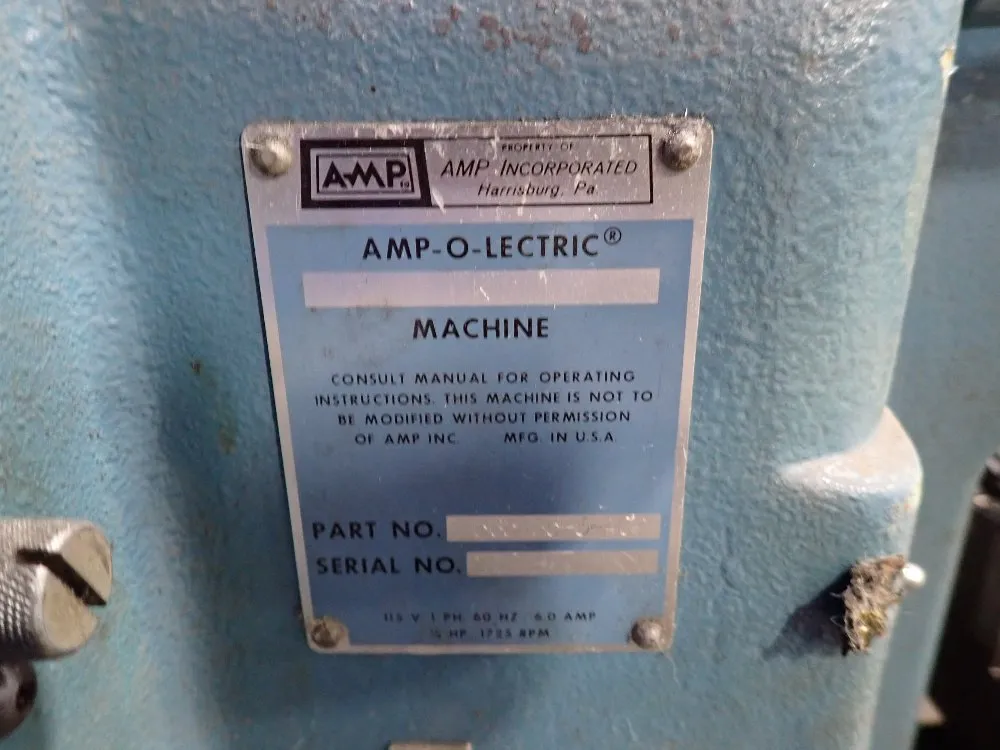 AMP
PROPERTY OF
AMP INCORPORATED
Harrisburg, Pa.
AMP-O-LECTRIC®
MACHINE
CONSULT MANUAL FOR OPERATING
INSTRUCTIONS. THIS MACHINE IS NOT TO
BE MODIFIED WITHOUT PERMISSION
OF AMP INC. MFG. IN U.S.A.
PART NO.
SERIAL NO.
115 V 1 PH. 60 HZ 6.0 AMP
HP 1725 RPM